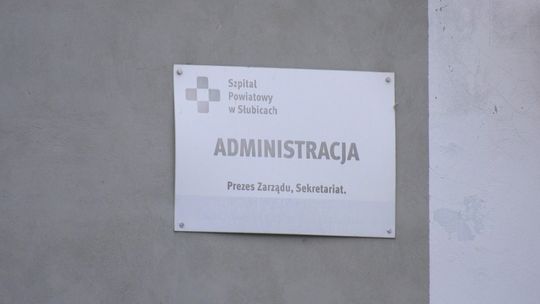 Szpital
Powiatowy
w Słubicach
ADMINISTRACJA
Prezes Zarządu, Sekretariat.